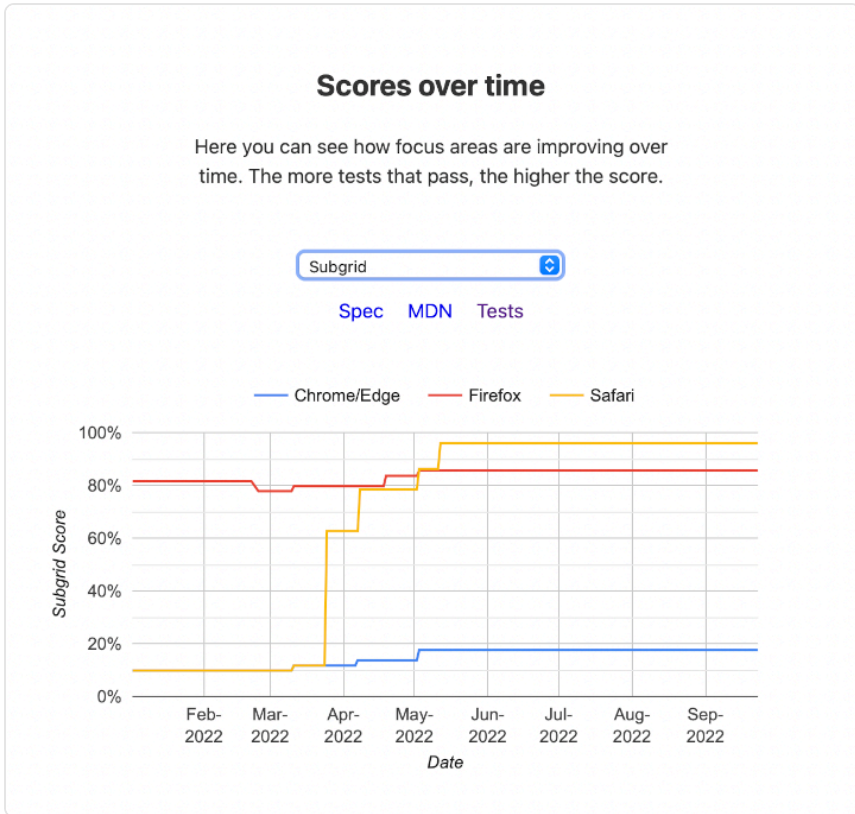 Scores over time
Here you can see how focus areas are improving over
time. The more tests that pass, the higher the score.
Subgrid
Spec MDN Tests
Chrome/Edge Firefox Safari
100%
80%
60%
40%
20%
0%
Subgrid Score
Feb-2022 Mar-2022 Apr-2022 May-2022 Jun-2022 Jul-2022 Aug-2022 Sep-2022
Date